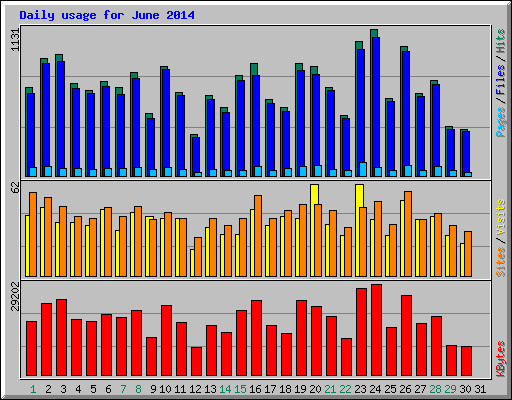 Daily usage for June 2014
1131
Pages / Files / Hits
62
Sites / Visits
29202
KBytes
1 2 3 4 5 6 7 8 9 10 11 12 13 14 15 16 17 18 19 20 21 22 23 24 25 26 27 28 29 30 31